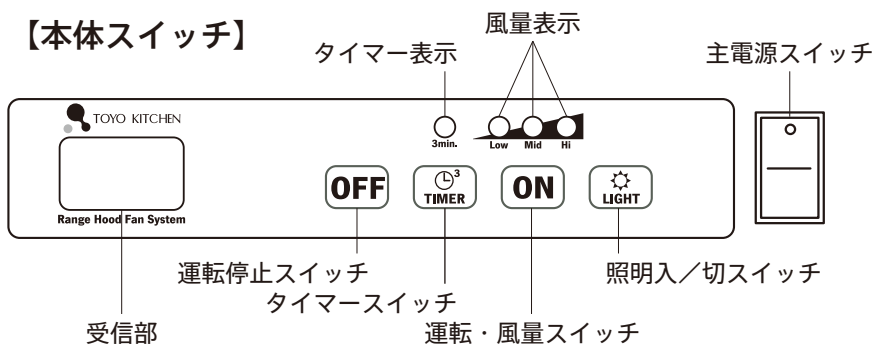 【本体スイッチ】
タイマー表示
風量表示
主電源スイッチ
TOYO KITCHEN
3min.
Low Mid Hi
OFF
3
TIMER
ON
LIGHT
Range Hood Fan System
運転停止スイッチ
照明入／切スイッチ
タイマースイッチ
受信部
運転・風量スイッチ